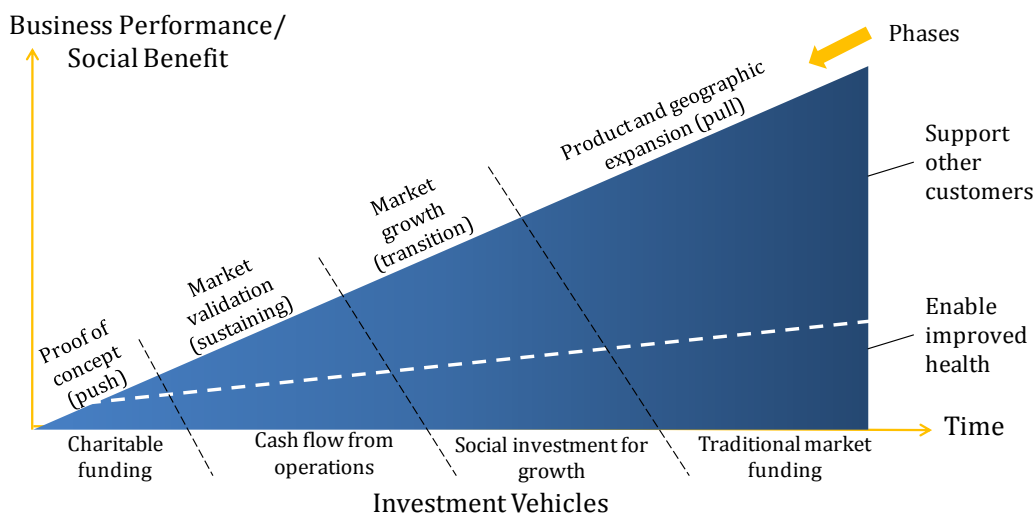 Business Performance/
Social Benefit
Phases
Product and geographic
expansion (pull)
Support
other
customers
Market
growth
(transition)
Market
validation
(sustaining)
Proof of
concept
(push)
Enable
improved
health
Time
Charitable
funding
Cash flow from
operations
Social investment for
growth
Traditional market
funding
Investment Vehicles